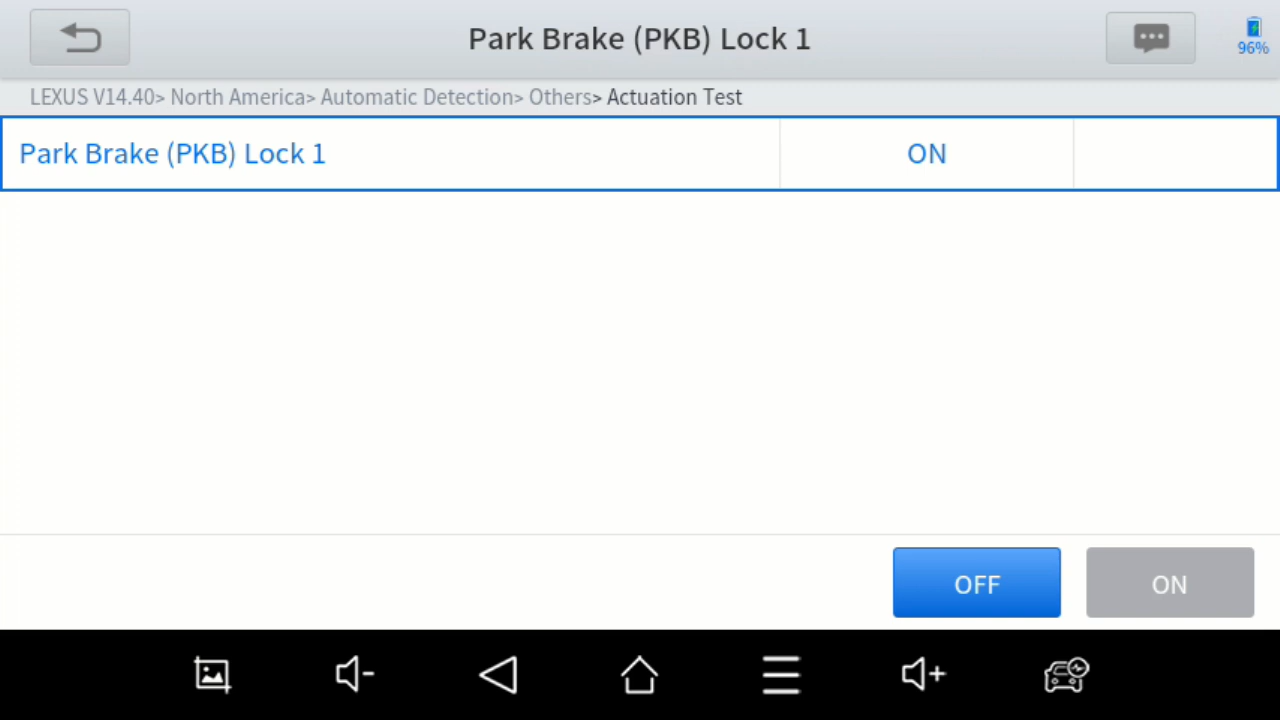 Park Brake (PKB) Lock 1
96%
LEXUS V14.40> North America> Automatic Detection> Others> Actuation Test
Park Brake (PKB) Lock 1 ON
OFF ON